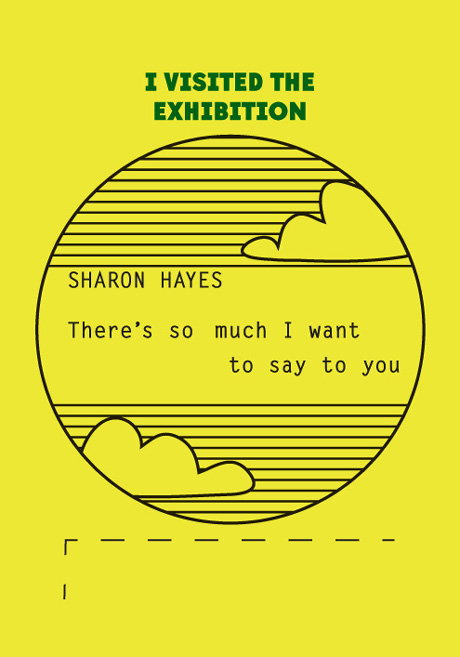 I VISITED THE
EXHIBITION
SHARON HAYES
There’s so much I want
to say to you